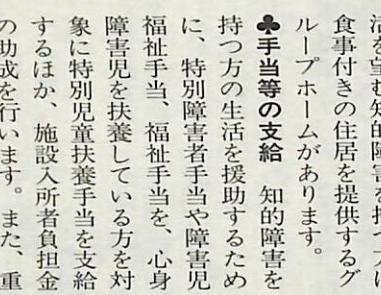 活を望む知的障害を持つ方に
食事付きの住居を提供するグ
ループホームがあります。
♣手当等の支給　知的障害を
持つ方の生活を援助するため
に、特別障害者手当や障害児
福祉手当、福祉手当を、心身
障害児を扶養している方を対
象に特別児童扶養手当を支給
するほか、施設入所者負担金
の助成を行います。また、重